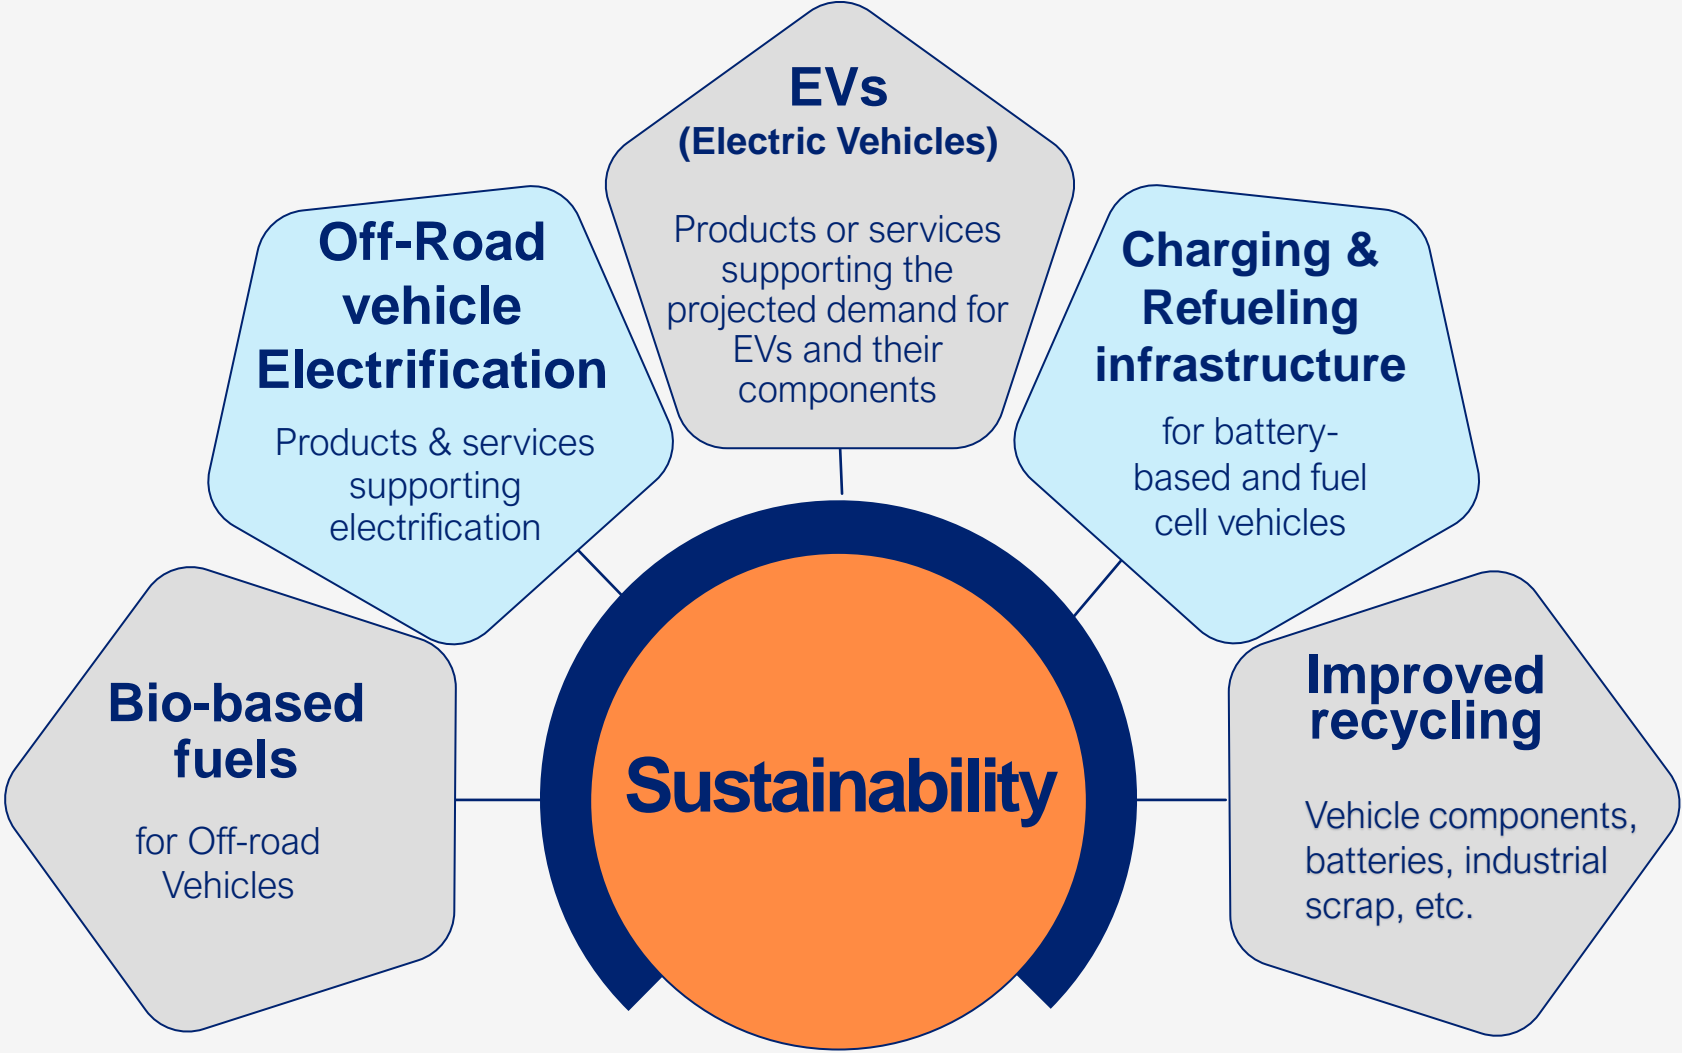 EVs
(Electric Vehicles)
Products or services
supporting the
projected demand for
EVs and their
components
Off-Road
vehicle
Electrification
Products & services
supporting
electrification
Charging &
Refueling
infrastructure
for battery-
based and fuel
cell vehicles
Bio-based
fuels
for Off-road
Vehicles
Sustainability
Improved
recycling
Vehicle components,
batteries, industrial
scrap, etc.